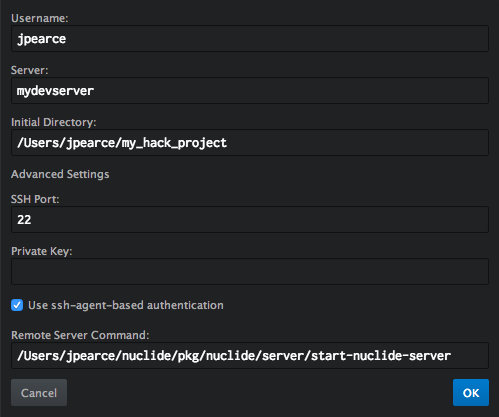 Username:
jpearce
Server:
mydevserver
Initial Directory:
/Users/jpearce/my_hack_project
Advanced Settings
SSH Port:
22
Private Key:
Use ssh-agent-based authentication
Remote Server Command:
/Users/jpearce/nuclide/pkg/nuclide/server/start-nuclide-server
Cancel
OK